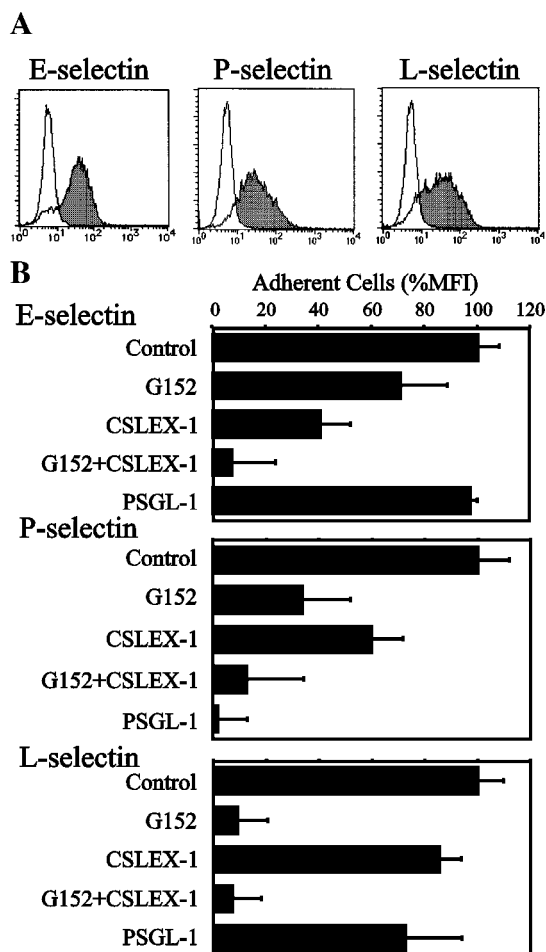 A
E-selectin P-selectin L-selectin
10⁰ 10¹ 10² 10³ 10⁴ 10⁰ 10¹ 10² 10³ 10⁴ 10⁰ 10¹ 10² 10³ 10⁴
B
Adherent Cells (%MFI)
E-selectin
0 20 40 60 80 100 120
Control
G152
CSLEX-1
G152+CSLEX-1
PSGL-1
P-selectin
Control
G152
CSLEX-1
G152+CSLEX-1
PSGL-1
L-selectin
Control
G152
CSLEX-1
G152+CSLEX-1
PSGL-1